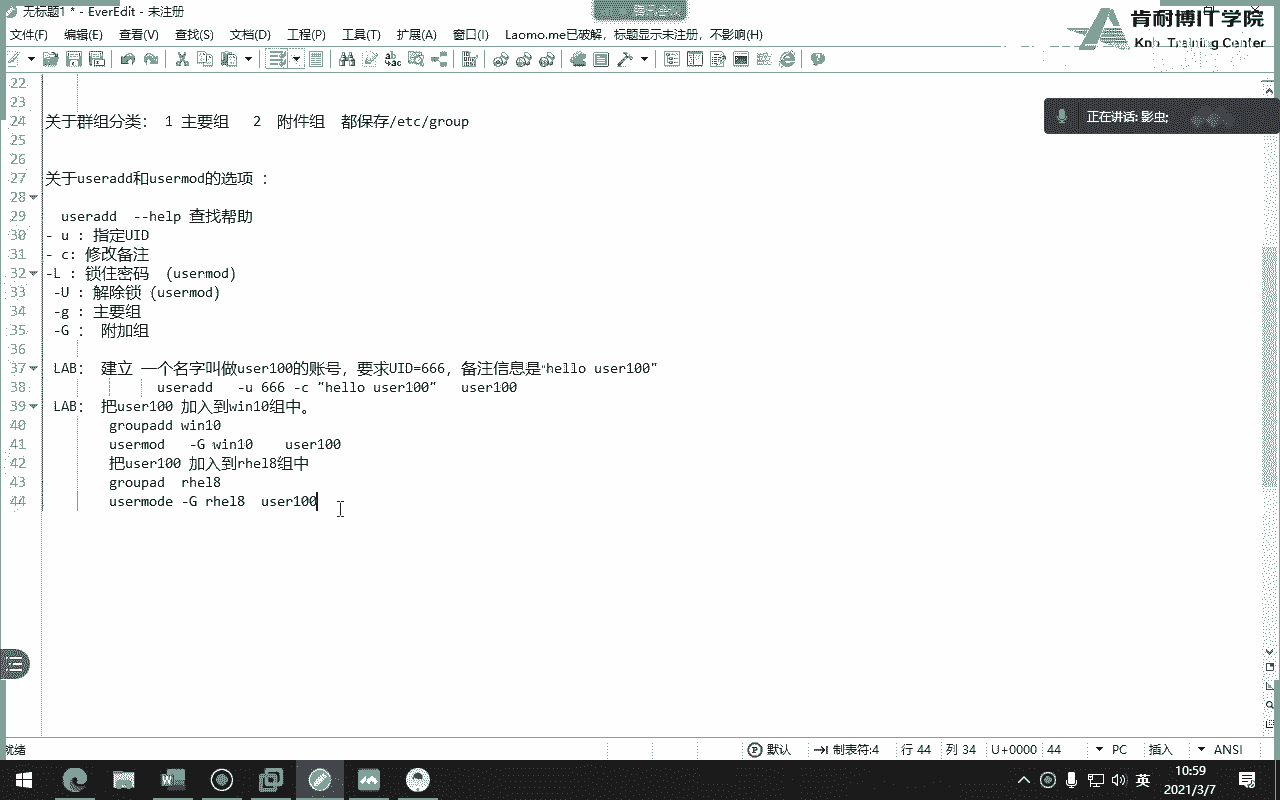 无标题1 * - EverEdit - 未注册
肯耐博IT学院
Knb Training Center
文件(F) 编辑(E) 查看(V) 查找(S) 文档(D) 工程(P) 工具(T) 扩展(A) 窗口(I) Laomo.me已破解，标题显示未注册，不影响(H)
正在讲话: 影虫;
22
23
24 关于群组分类： 1 主要组 2 附件组 都保存/etc/group
25
26
27 关于useradd和usermod的选项 ：
28
29 useradd --help 查找帮助
30 - u : 指定UID
31 - c: 修改备注
32 -L : 锁住密码 (usermod)
33 -U : 解除锁 (usermod)
34 -g : 主要组
35 -G : 附加组
36
37 LAB： 建立 一个名字叫做user100的账号，要求UID=666，备注信息是“hello user100”
38 useradd -u 666 -c “hello user100” user100
39 LAB： 把user100 加入到win10组中。
40 groupadd win10
41 usermod -G win10 user100
42 把user100 加入到rhel8组中
43 groupad rhel8
44 usermode -G rhel8 user100
就绪 默认 制表符:4 行 44 列 34 U+0000 44 PC 插入 ANSI
英
10:59
2021/3/7